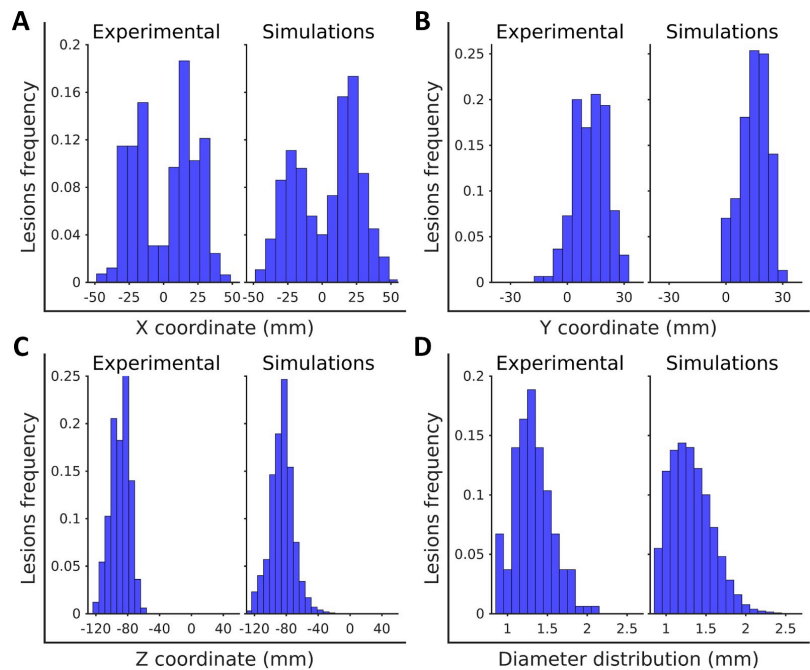 A
Experimental Simulations
Lesions frequency
0.2
0.16
0.12
0.08
0.04
0
-50 -25 0 25 50 -50 -25 0 25 50
X coordinate (mm)
B
Experimental Simulations
Lesions frequency
0.25
0.2
0.15
0.1
0.05
0
-30 0 30 -30 0 30
Y coordinate (mm)
C
Experimental Simulations
Lesions frequency
0.25
0.2
0.15
0.1
0.05
0
-120 -80 -40 0 40 -120 -80 -40 0 40
Z coordinate (mm)
D
Experimental Simulations
Lesions frequency
0.2
0.15
0.1
0.05
0
1 1.5 2 2.5 1 1.5 2 2.5
Diameter distribution (mm)